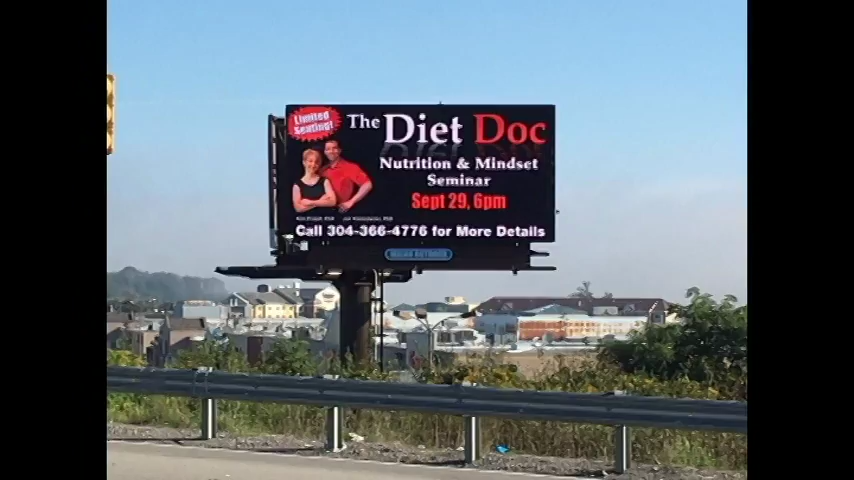 Limited
Seating!
The Diet Doc
Nutrition & Mindset
Seminar
Sept 29, 6pm
Call 304-366-4776 for More Details